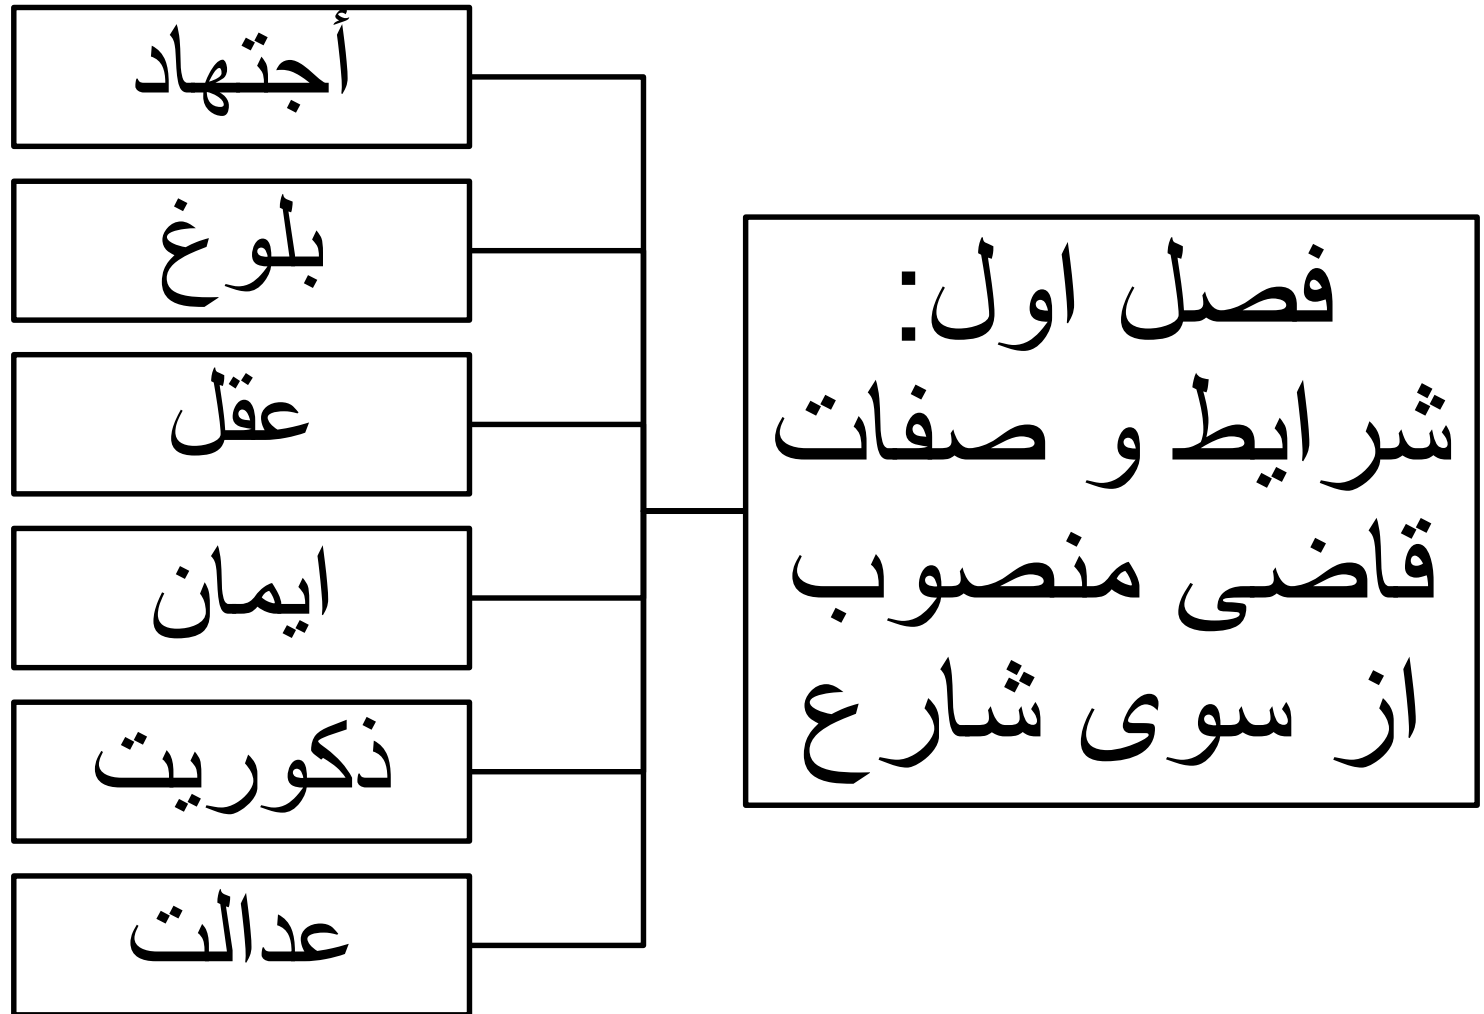 فصل اول:
شرایط و صفات
قاضی منصوب
از سوی شارع
أجتهاد
بلوغ
عقل
ایمان
ذکوریت
عدالت